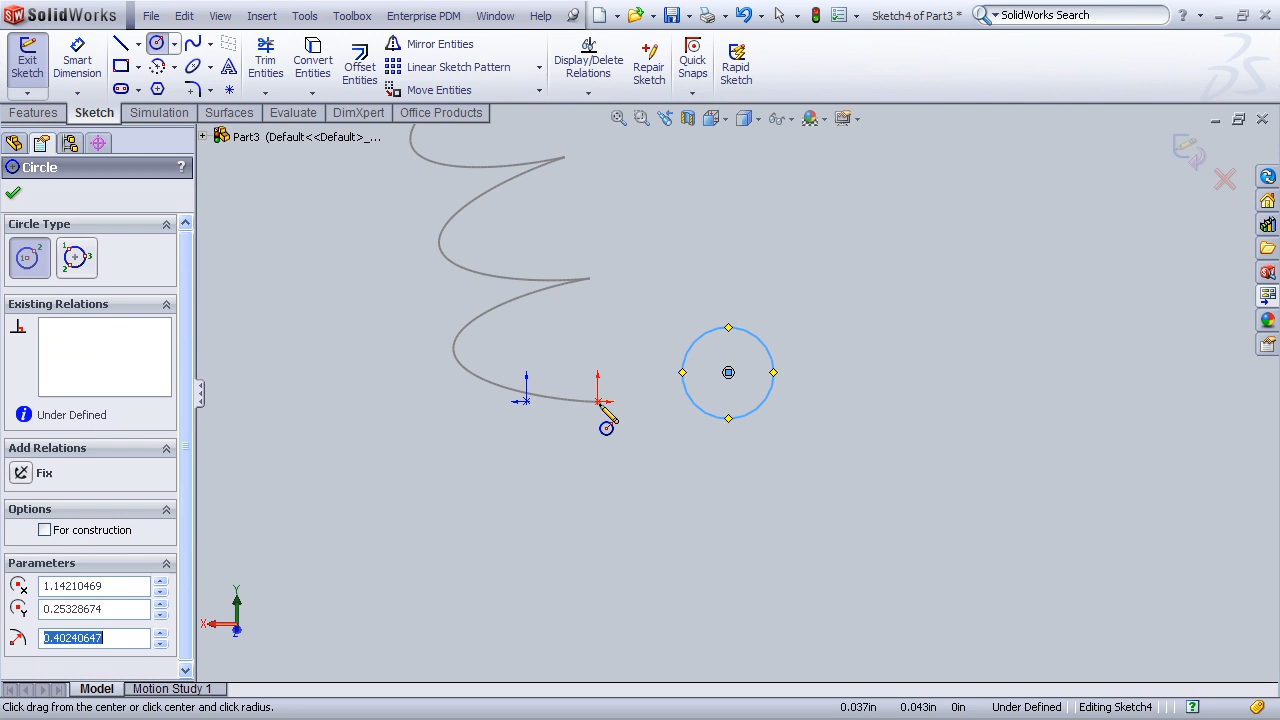 SolidWorks File Edit View Insert Tools Toolbox Enterprise PDM Window Help Sketch4 of Part3 * SolidWorks Search
Exit Sketch
Smart Dimension
Trim Entities
Convert Entities
Offset Entities
Mirror Entities
Linear Sketch Pattern
Move Entities
Display/Delete Relations
Repair Sketch
Quick Snaps
Rapid Sketch
Features Sketch Simulation Surfaces Evaluate DimXpert Office Products
Part3 (Default<<Default>_...
Circle ?
Circle Type
Existing Relations
Under Defined
Add Relations
Fix
Options
For construction
Parameters
1.14210469
0.25328674
0.40240647
Y
X
Z
Model Motion Study 1
Click drag from the center or click center and click radius. 0.037in 0.043in 0in Under Defined Editing Sketch4